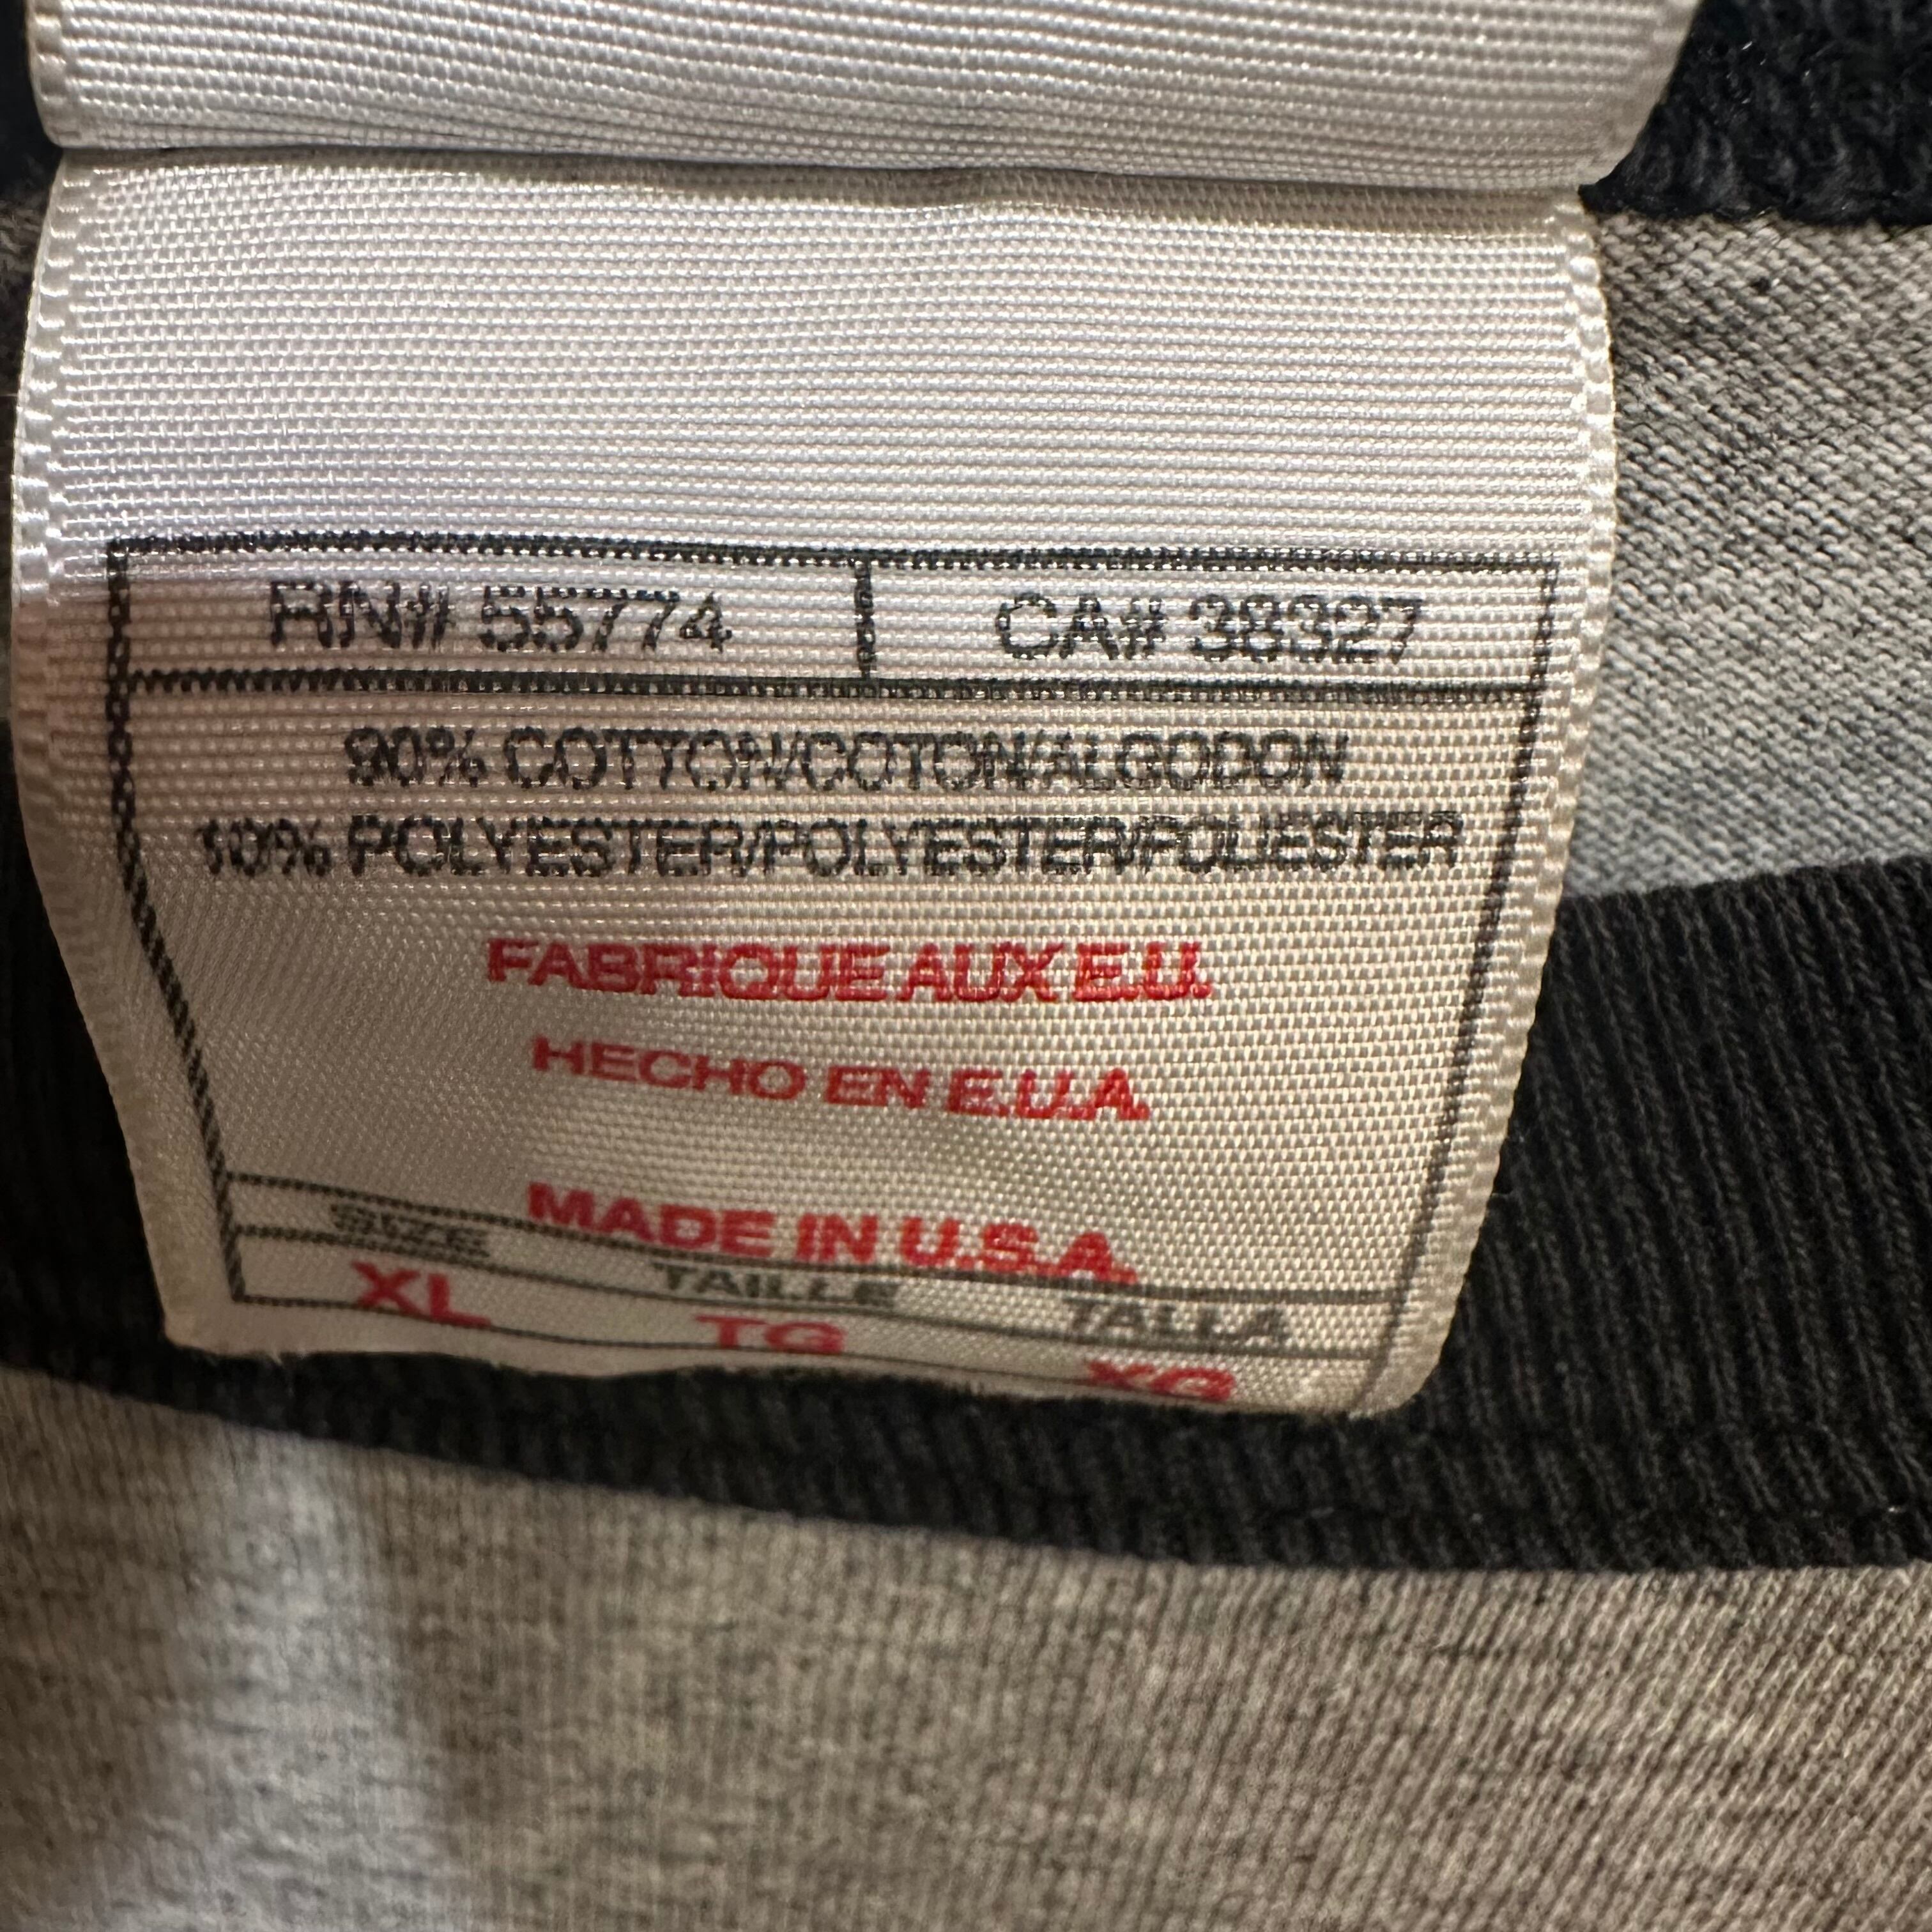 RN# 55774 CA# 38327
90% COTTON/COTON/ALGODON
10% POLYESTER/POLYESTER/POLIESTER
FABRIQUE AUX E.U.
HECHO EN E.U.A.
MADE IN U.S.A.
SIZE TAILLE TALLA
XL TG XG